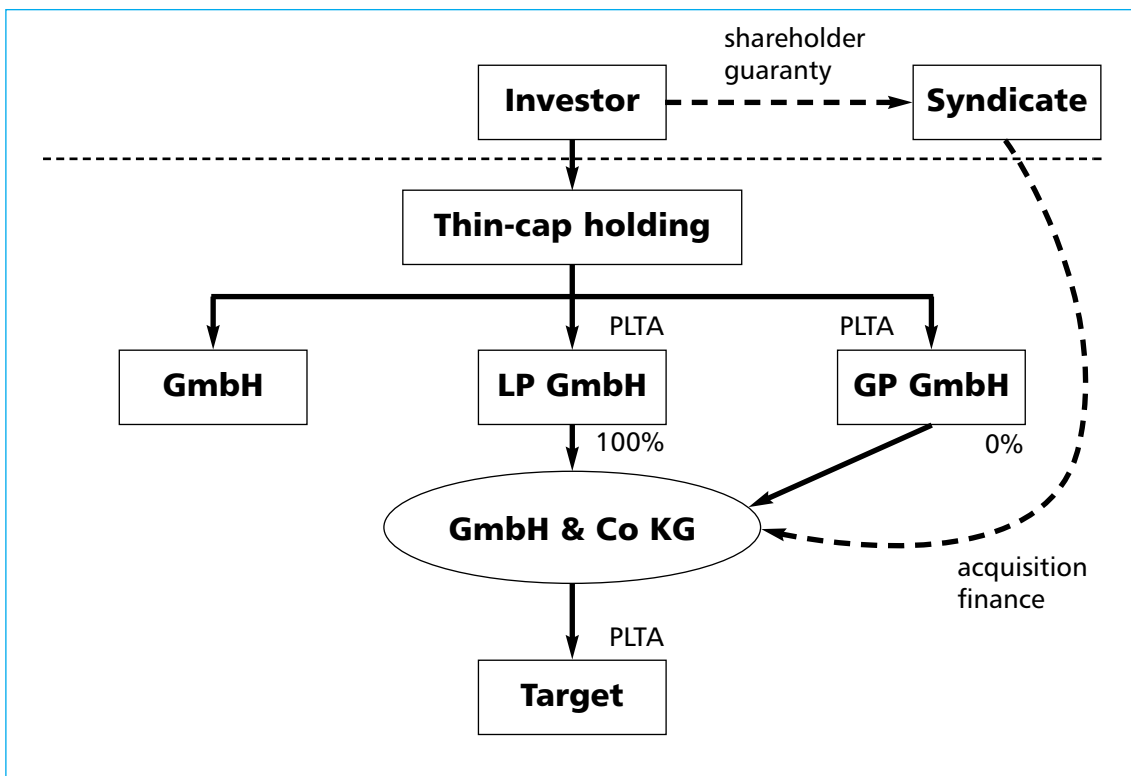 shareholder
guaranty
Investor
Syndicate
Thin-cap holding
PLTA
PLTA
GmbH
LP GmbH
GP GmbH
100%
0%
GmbH & Co KG
acquisition
finance
PLTA
Target